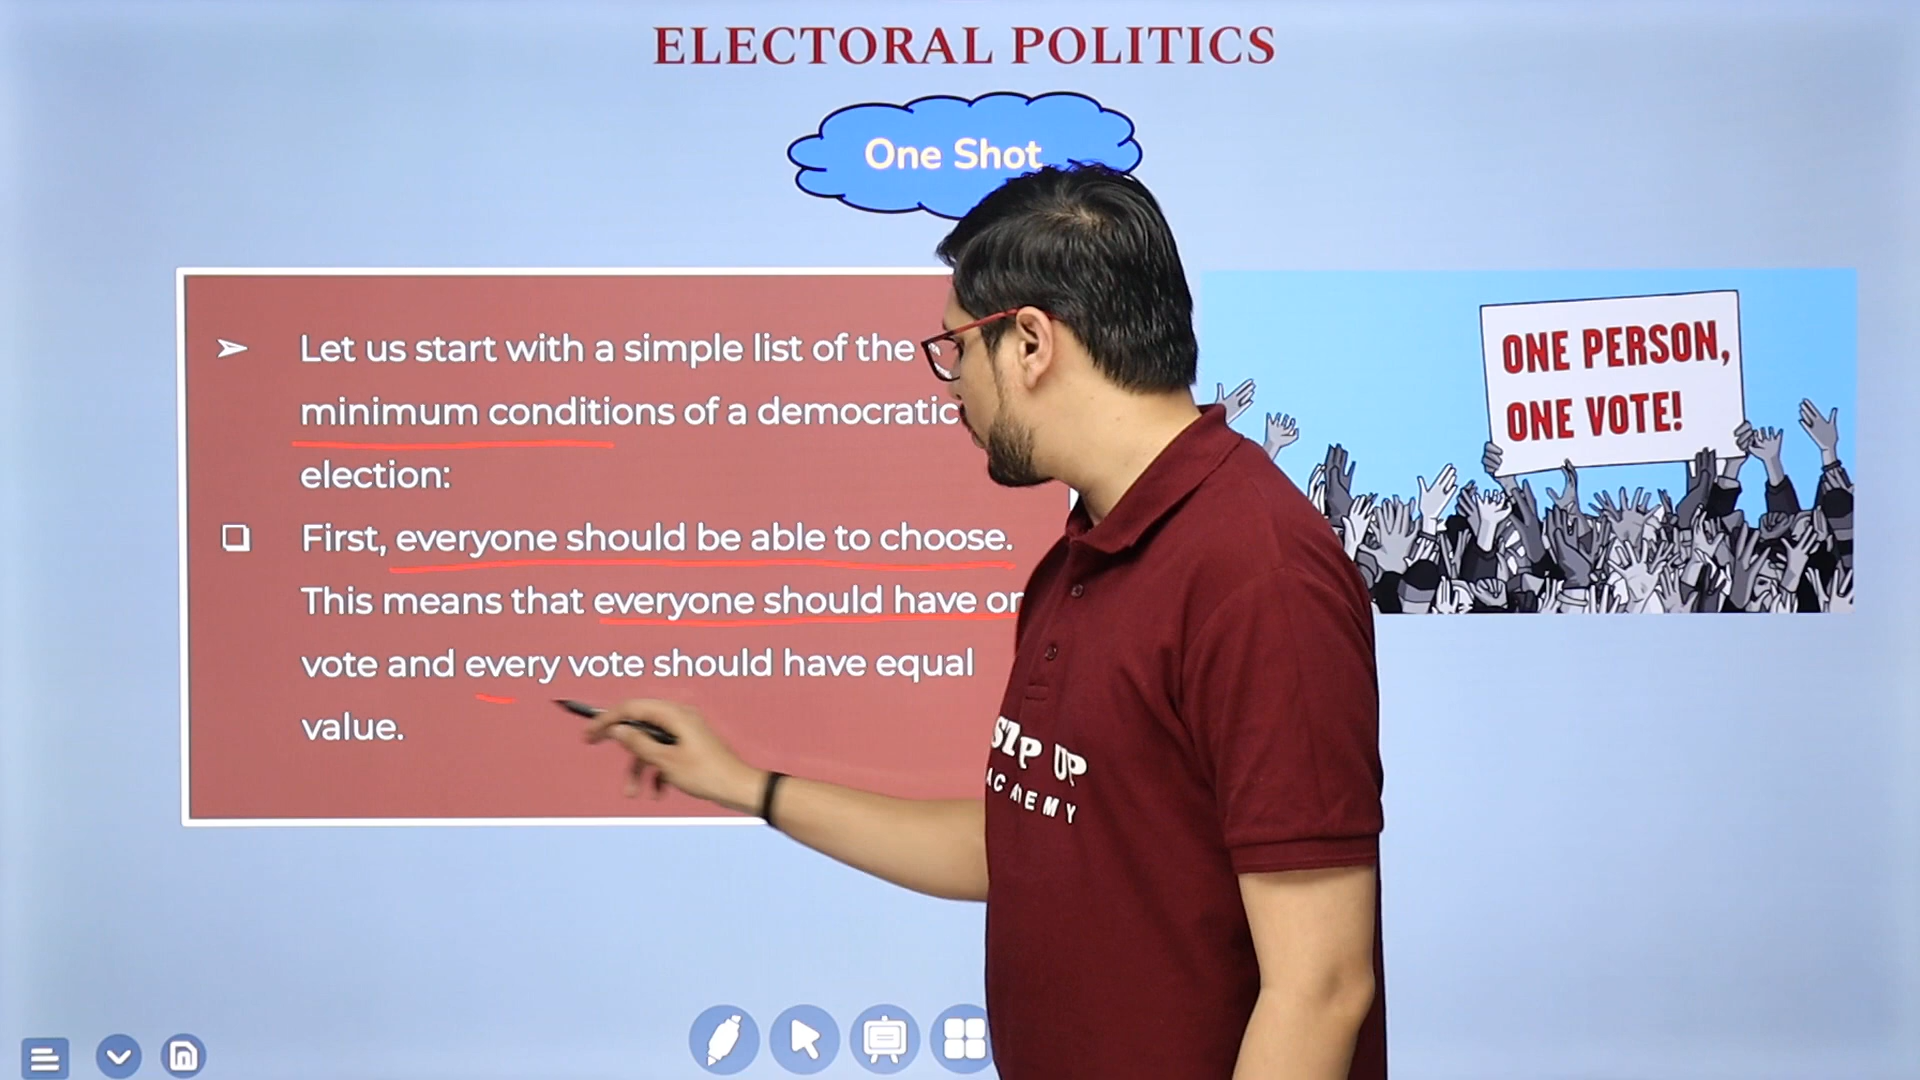 ELECTORAL POLITICS
One Shot
Let us start with a simple list of the
minimum conditions of a democratic
election:
First, everyone should be able to choose.
This means that everyone should have
vote and every vote should have equal
value.
ONE PERSON,
ONE VOTE!
UP